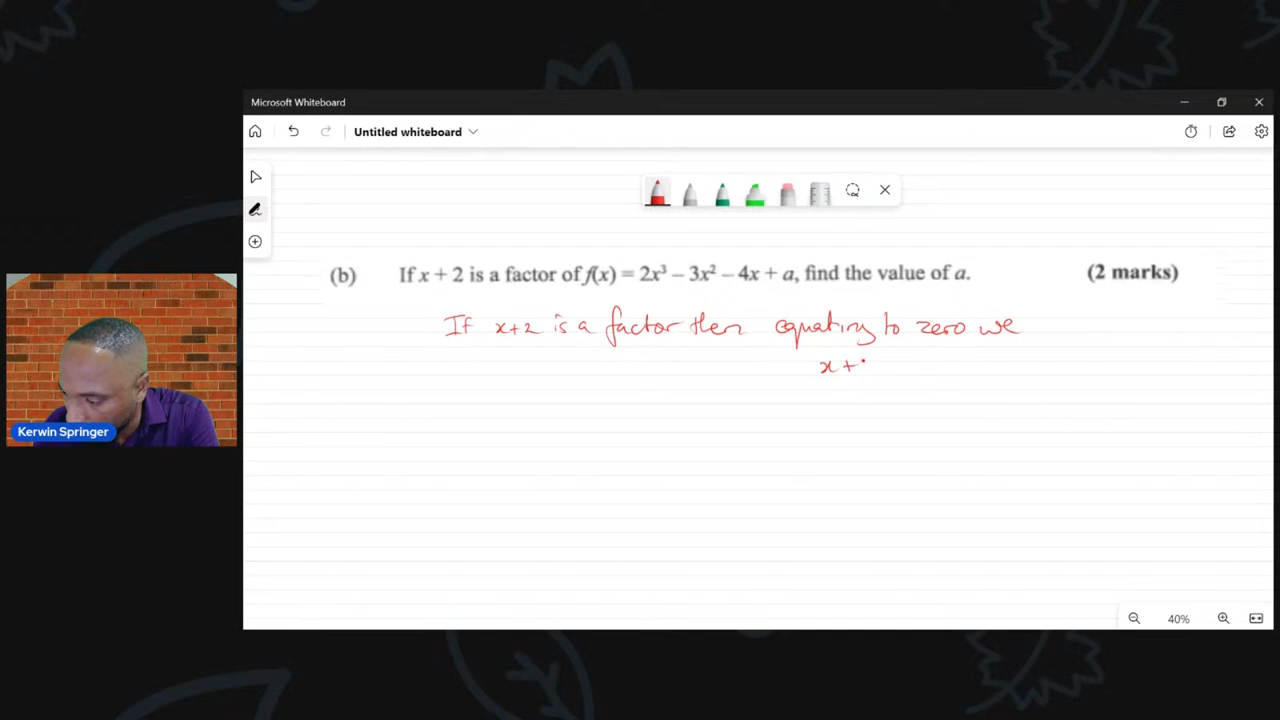 Microsoft Whiteboard
Untitled whiteboard
(b) If x + 2 is a factor of f(x) = 2x³ – 3x² – 4x + a, find the value of a. (2 marks)
If x+2 is a factor then equating to zero we
x +
Kerwin Springer
40%